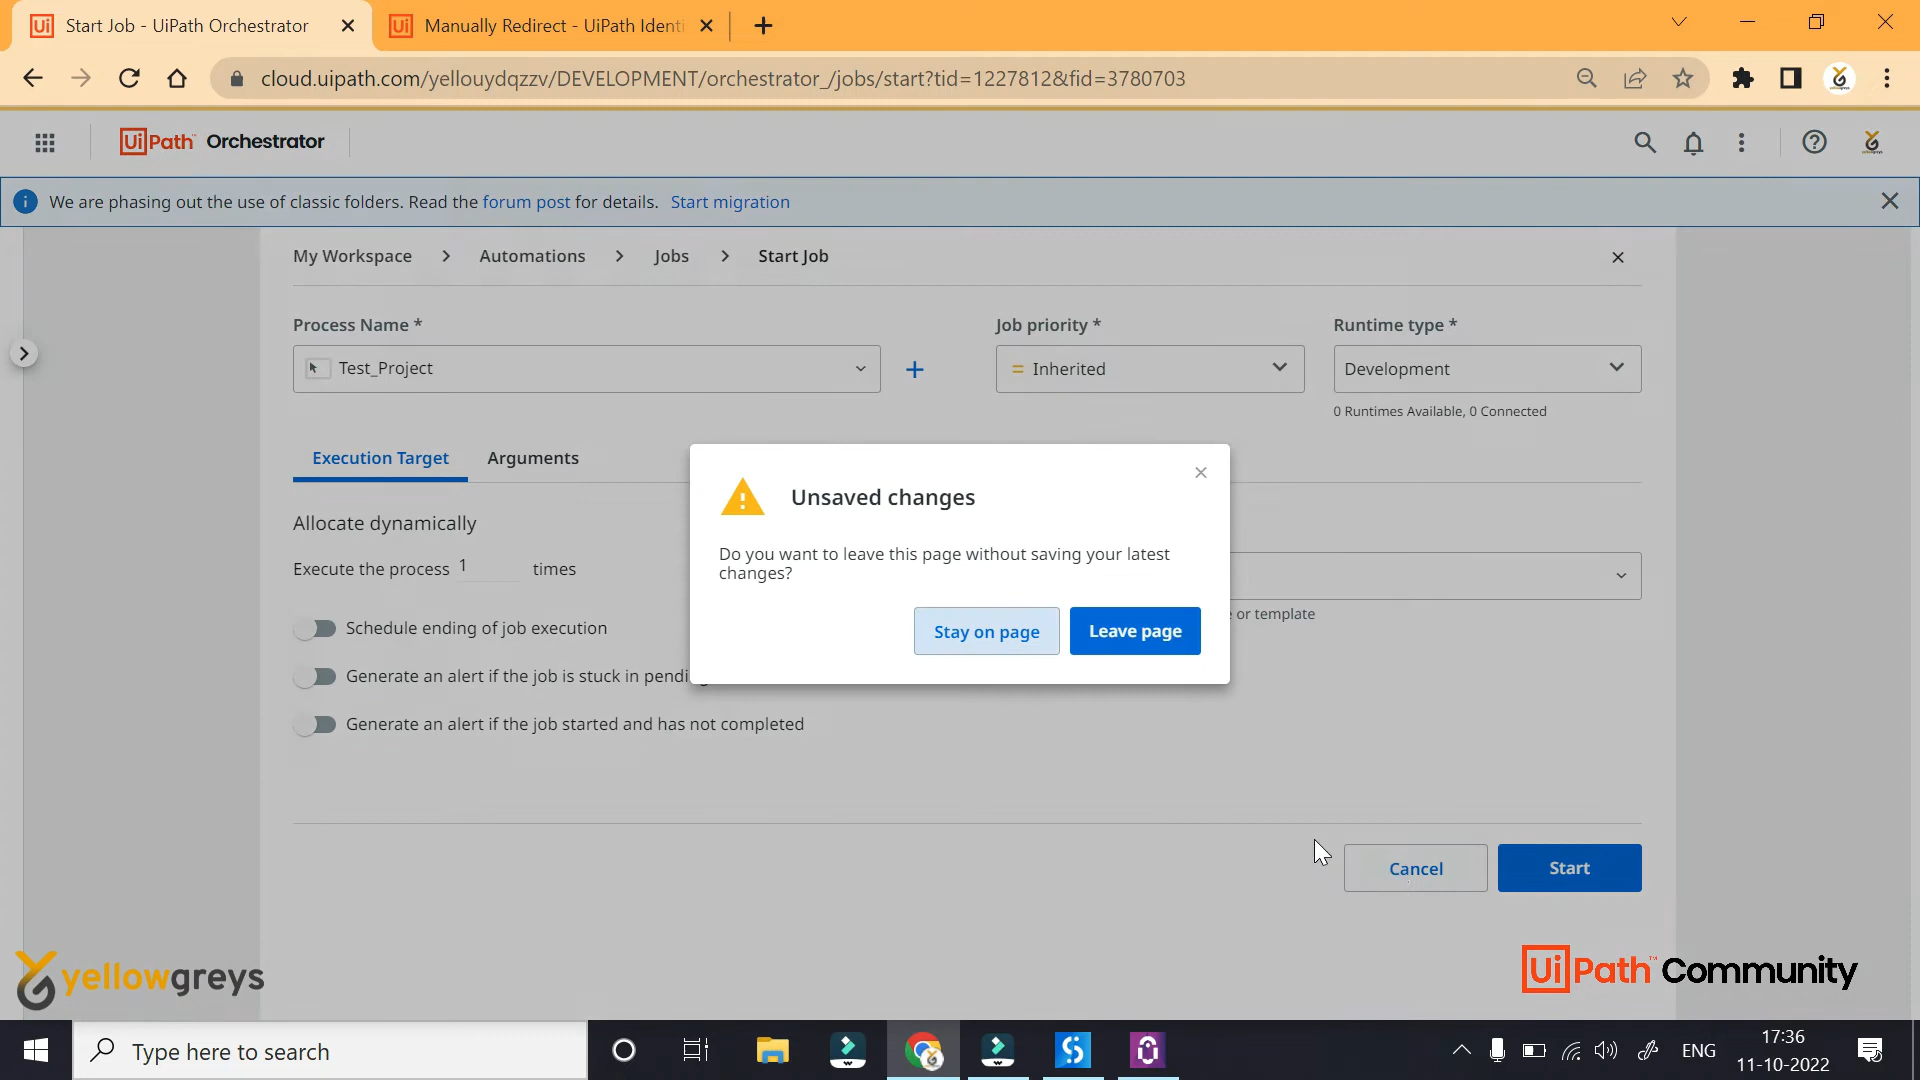 Start Job - UiPath Orchestrator
Manually Redirect - UiPath Identi
cloud.uipath.com/yellouydqzzv/DEVELOPMENT/orchestrator_/jobs/start?tid=1227812&fid=3780703
UiPath™ Orchestrator
We are phasing out the use of classic folders. Read the forum post for details. Start migration
My Workspace > Automations > Jobs > Start Job
Process Name * Job priority * Runtime type *
Test_Project Inherited Development
0 Runtimes Available, 0 Connected
Execution Target Arguments
Unsaved changes
Do you want to leave this page without saving your latest
changes?
Stay on page Leave page
Allocate dynamically
Execute the process 1 times
or template
Schedule ending of job execution
Generate an alert if the job is stuck in pending
Generate an alert if the job started and has not completed
Cancel Start
yellowgreys
UiPath™ Community
Type here to search
ENG
17:36
11-10-2022